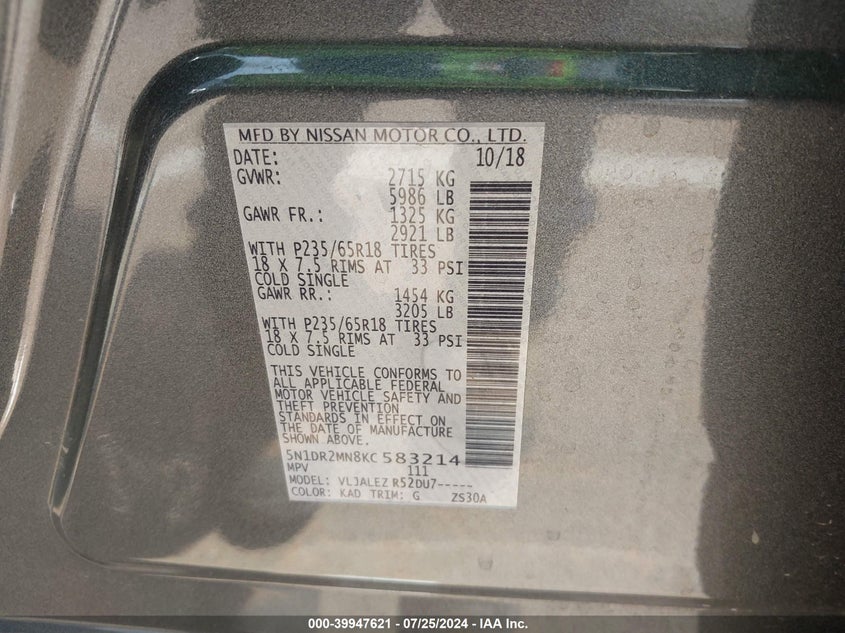 MFD BY NISSAN MOTOR CO., LTD.
DATE: 10/18
GVWR: 2715 KG
5986 LB
GAWR FR.: 1325 KG
2921 LB
WITH P235/65R18 TIRES
18 X 7.5 RIMS AT 33 PSI
COLD SINGLE
GAWR RR.: 1454 KG
3205 LB
WITH P235/65R18 TIRES
18 X 7.5 RIMS AT 33 PSI
COLD SINGLE
THIS VEHICLE CONFORMS TO
ALL APPLICABLE FEDERAL
MOTOR VEHICLE SAFETY AND
THEFT PREVENTION
STANDARDS IN EFFECT ON
THE DATE OF MANUFACTURE
SHOWN ABOVE.
5N1DR2MN8KC583214
MPV 111
MODEL: VLJALEZ R52DU7-----
COLOR: KAD TRIM: G ZS30A
000-39947621 / 07/25/2024 - IAA Inc.